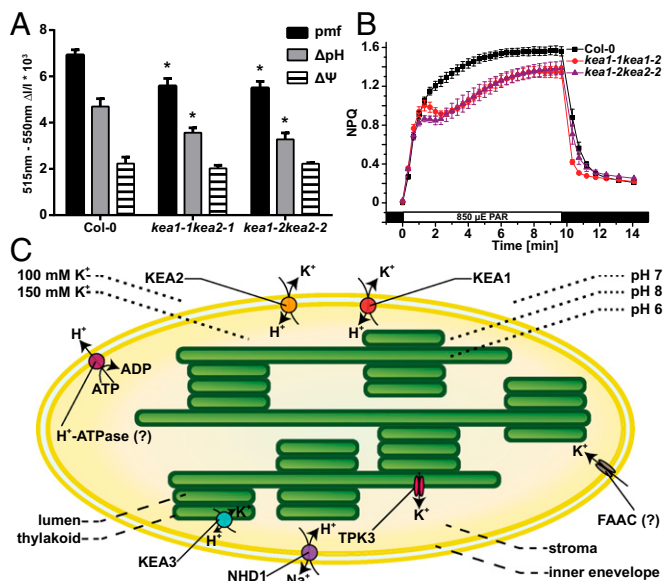 A
515nm - 550nm ΔI/I * 10³
8
6
4
2
0
pmf
ΔpH
ΔΨ
*
*
*
*
Col-0
kea1-1kea2-1
kea1-2kea2-2
B
NPQ
1.6
1.2
0.8
0.4
0
Col-0
kea1-1kea1-2
kea1-2kea2-2
850 µE PAR
0 2 4 6 8 10 12 14
Time [min]
C
100 mM K⁺
150 mM K⁺
KEA2
K⁺
H⁺
KEA1
K⁺
H⁺
pH 7
pH 8
pH 6
H⁺
ADP
ATP
H⁺-ATPase (?)
K⁺
FAAC (?)
lumen
thylakoid
K⁺
H⁺
KEA3
TPK3
K⁺
H⁺
NHD1
Na⁺
stroma
inner enevelope